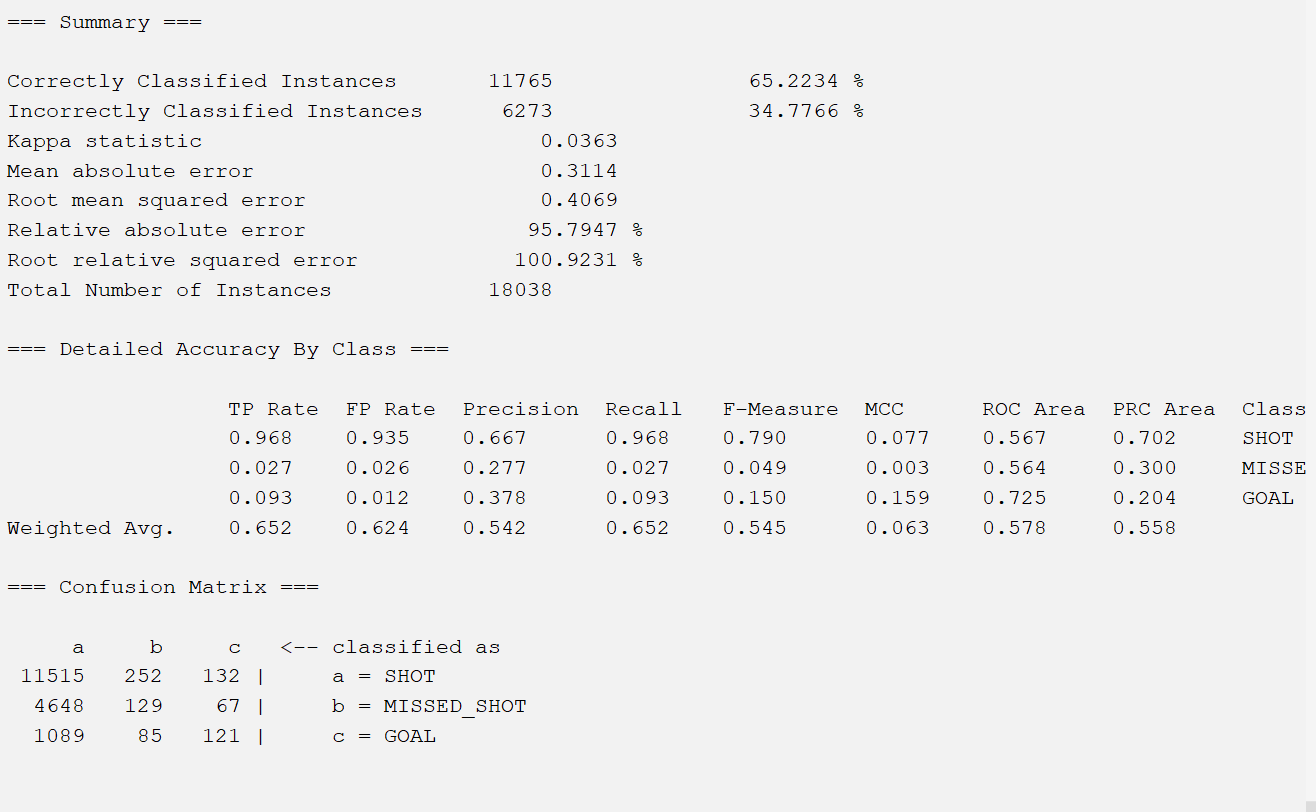 === Summary ===
Correctly Classified Instances 11765 65.2234 %
Incorrectly Classified Instances 6273 34.7766 %
Kappa statistic 0.0363
Mean absolute error 0.3114
Root mean squared error 0.4069
Relative absolute error 95.7947 %
Root relative squared error 100.9231 %
Total Number of Instances 18038
=== Detailed Accuracy By Class ===
TP Rate FP Rate Precision Recall F-Measure MCC ROC Area PRC Area Class
0.968 0.935 0.667 0.968 0.790 0.077 0.567 0.702 SHOT
0.027 0.026 0.277 0.027 0.049 0.003 0.564 0.300 MISSE
0.093 0.012 0.378 0.093 0.150 0.159 0.725 0.204 GOAL
Weighted Avg. 0.652 0.624 0.542 0.652 0.545 0.063 0.578 0.558
=== Confusion Matrix ===
a b c <-- classified as
11515 252 132 | a = SHOT
4648 129 67 | b = MISSED_SHOT
1089 85 121 | c = GOAL